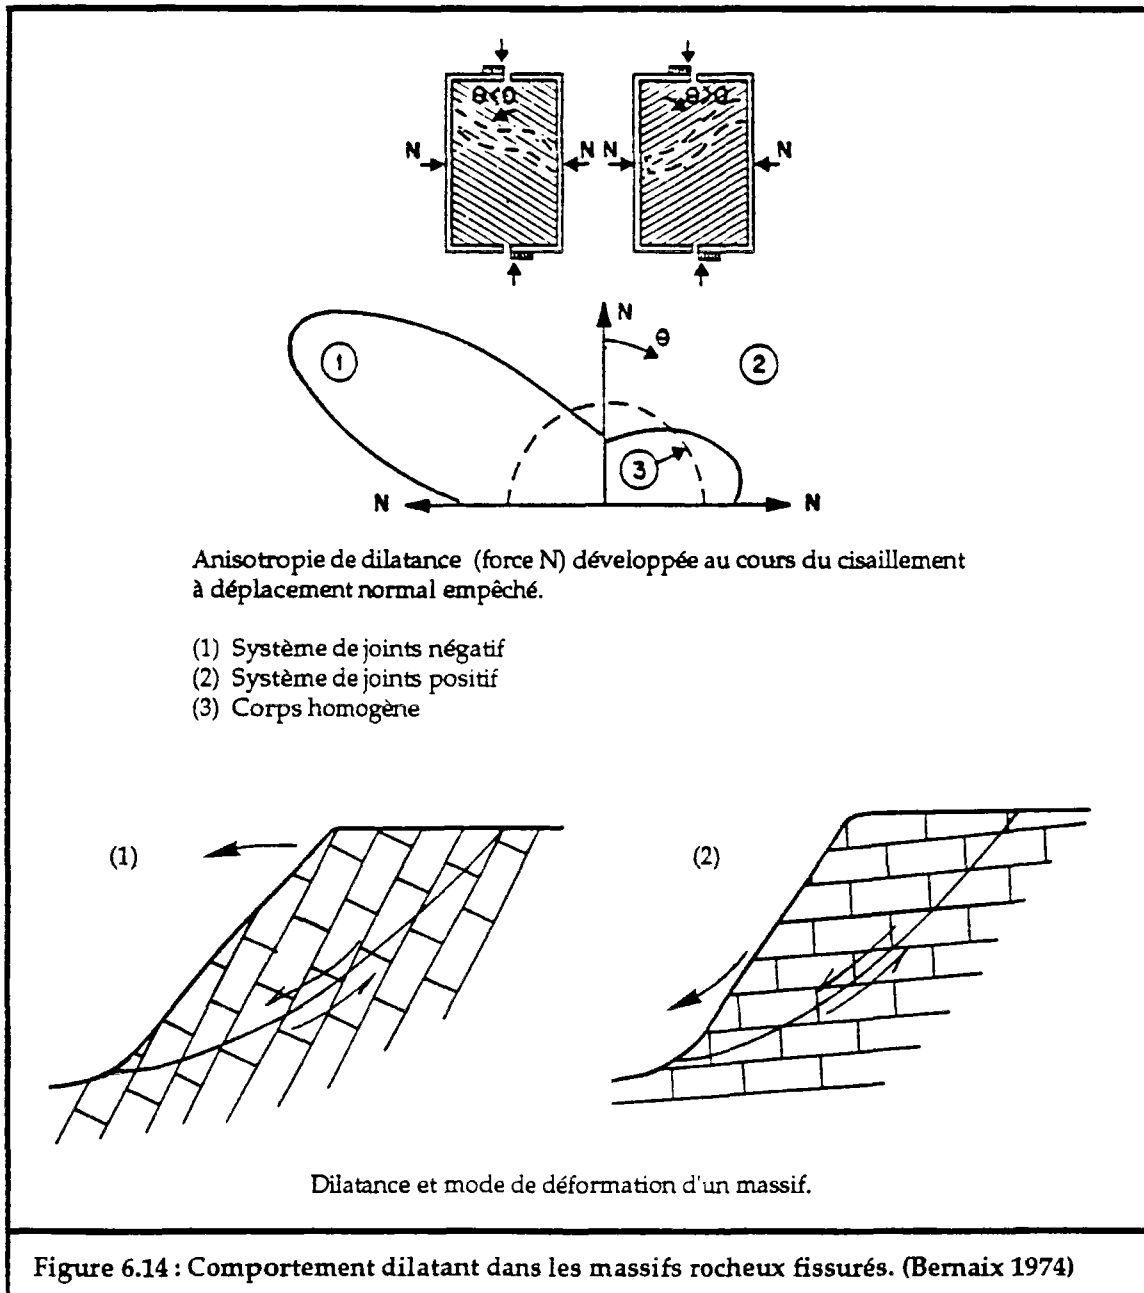 θ<0
θ>0
N
N
N
N
N
θ
1
2
3
N
N
Anisotropie de dilatance (force N) développée au cours du cisaillement
à déplacement normal empêché.
(1) Système de joints négatif
(2) Système de joints positif
(3) Corps homogène
(1)
(2)
Dilatance et mode de déformation d'un massif.
Figure 6.14 : Comportement dilatant dans les massifs rocheux fissurés. (Bernaix 1974)